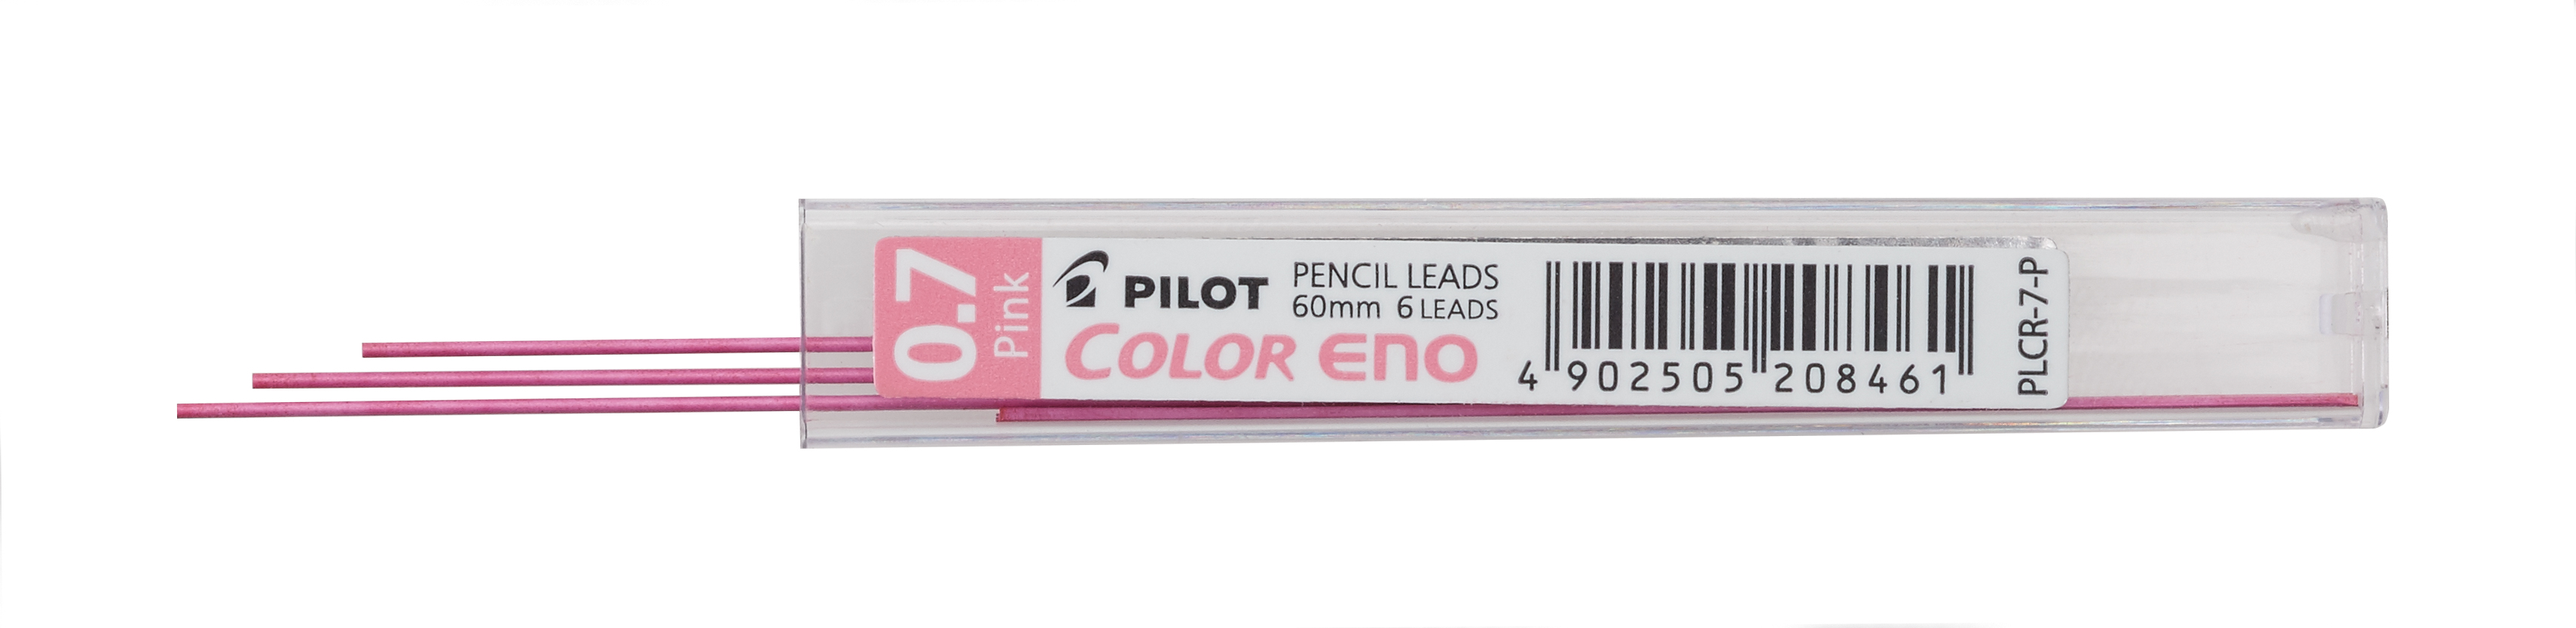 0.7
Pink
PILOT
PENCIL LEADS
60mm 6 LEADS
COLOR ENO
4 902505 208461
PLCR-7-P